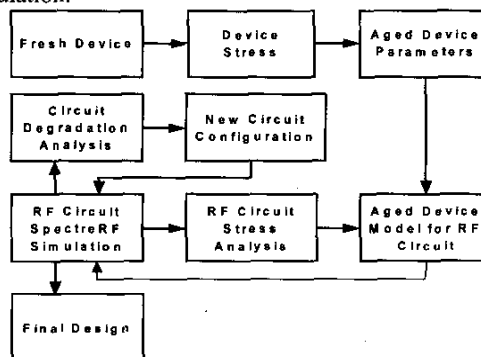 Fresh Device
Device
Stress
Aged Device
Parameters
Circuit
Degradation
Analysis
New Circuit
Configuration
RF Circuit
SpectreRF
Simulation
RF Circuit
Stress
Analysis
Aged Device
Model for RF
Circuit
Final Design